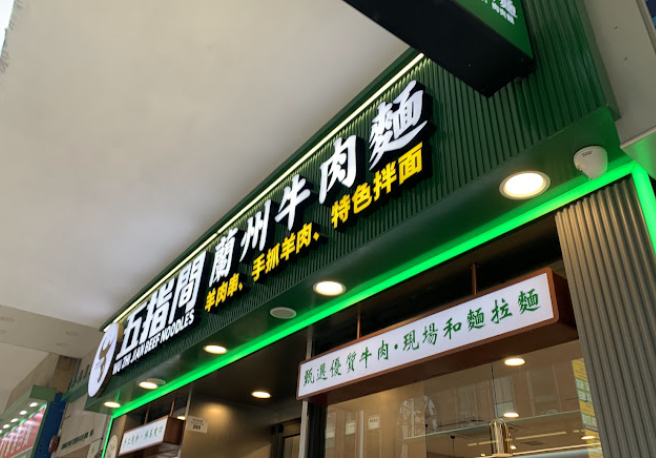 五指間 蘭州牛肉麵
WU ZHI JIAN BEEF NOODLES
羊肉串、手抓羊肉、特色拌面
甄選優質牛肉·現場和麵拉麵